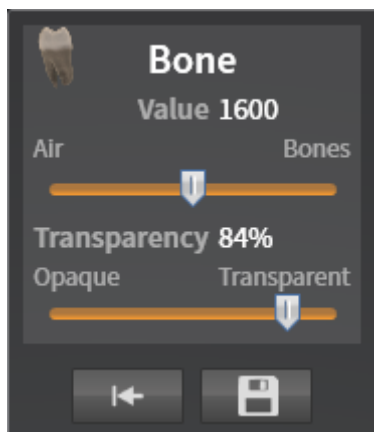 Bone
Value 1600
Air Bones
Transparency 84%
Opaque Transparent